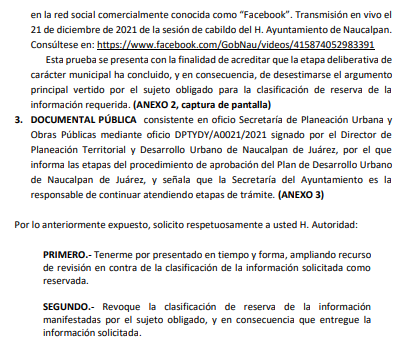 en la red social comercialmente conocida como “Facebook”. Transmisión en vivo el
21 de diciembre de 2021 de la sesión de cabildo del H. Ayuntamiento de Naucalpan.
Consúltese en: https://www.facebook.com/GobNau/videos/415874052983391
Esta prueba se presenta con la finalidad de acreditar que la etapa deliberativa de
carácter municipal ha concluido, y en consecuencia, de desestimarse el argumento
principal vertido por el sujeto obligado para la clasificación de reserva de la
información requerida. (ANEXO 2, captura de pantalla)
3. DOCUMENTAL PÚBLICA consistente en oficio Secretaría de Planeación Urbana y
Obras Públicas mediante oficio DPTYDY/A0021/2021 signado por el Director de
Planeación Territorial y Desarrollo Urbano de Naucalpan de Juárez, por el que
informa las etapas del procedimiento de aprobación del Plan de Desarrollo Urbano
de Naucalpan de Juárez, y señala que la Secretaría del Ayuntamiento es la
responsable de continuar atendiendo etapas de trámite. (ANEXO 3)
Por lo anteriormente expuesto, solicito respetuosamente a usted H. Autoridad:
PRIMERO.- Tenerme por presentado en tiempo y forma, ampliando recurso
de revisión en contra de la clasificación de la información solicitada como
reservada.
SEGUNDO.- Revoque la clasificación de reserva de la información
manifestadas por el sujeto obligado, y en consecuencia que entregue la
información solicitada.